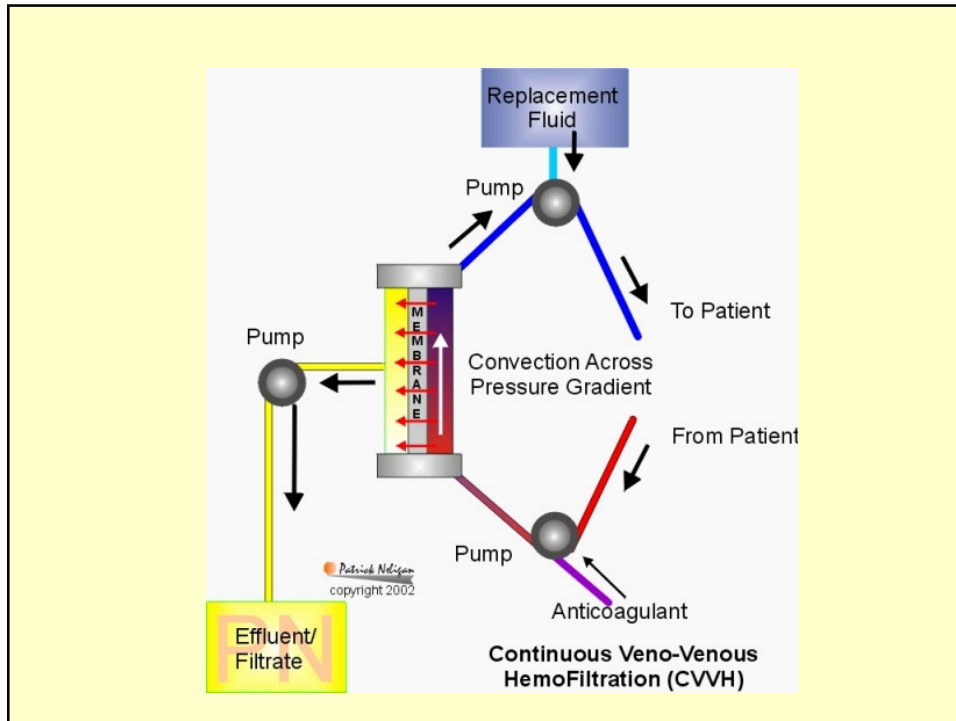 Replacement
Fluid
Pump
To Patient
Pump
MEMBRANE
Convection Across
Pressure Gradient
From Patient
Pump
Patrick Neligan
copyright 2002
Anticoagulant
PN
Effluent/
Filtrate
Continuous Veno-Venous
HemoFiltration (CVVH)